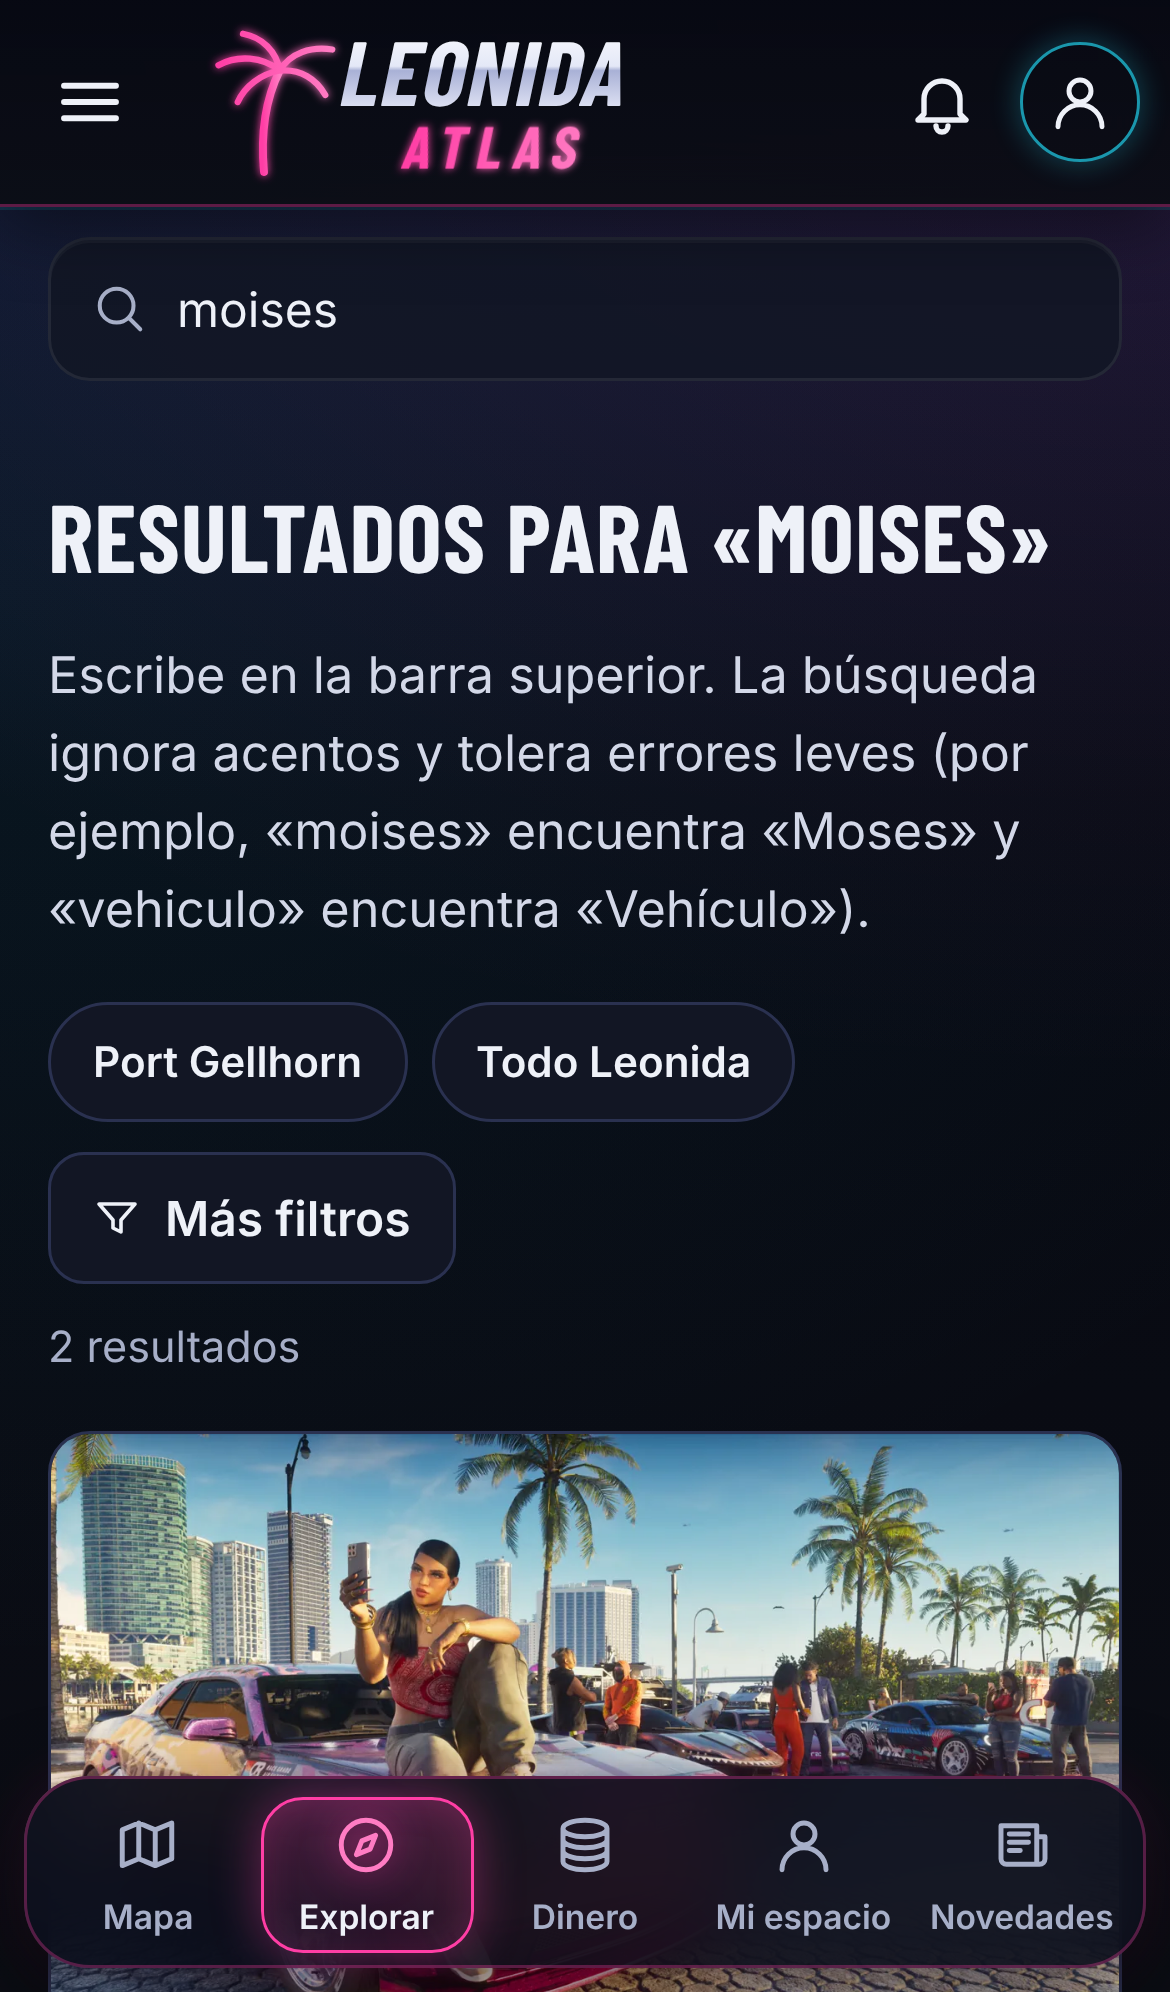 LEONIDA
ATLAS
moises
RESULTADOS PARA «MOISES»
Escribe en la barra superior. La búsqueda
ignora acentos y tolera errores leves (por
ejemplo, «moises» encuentra «Moses» y
«vehiculo» encuentra «Vehículo»).
Port Gellhorn
Todo Leonida
Más filtros
2 resultados
Mapa
Explorar
Dinero
Mi espacio
Novedades